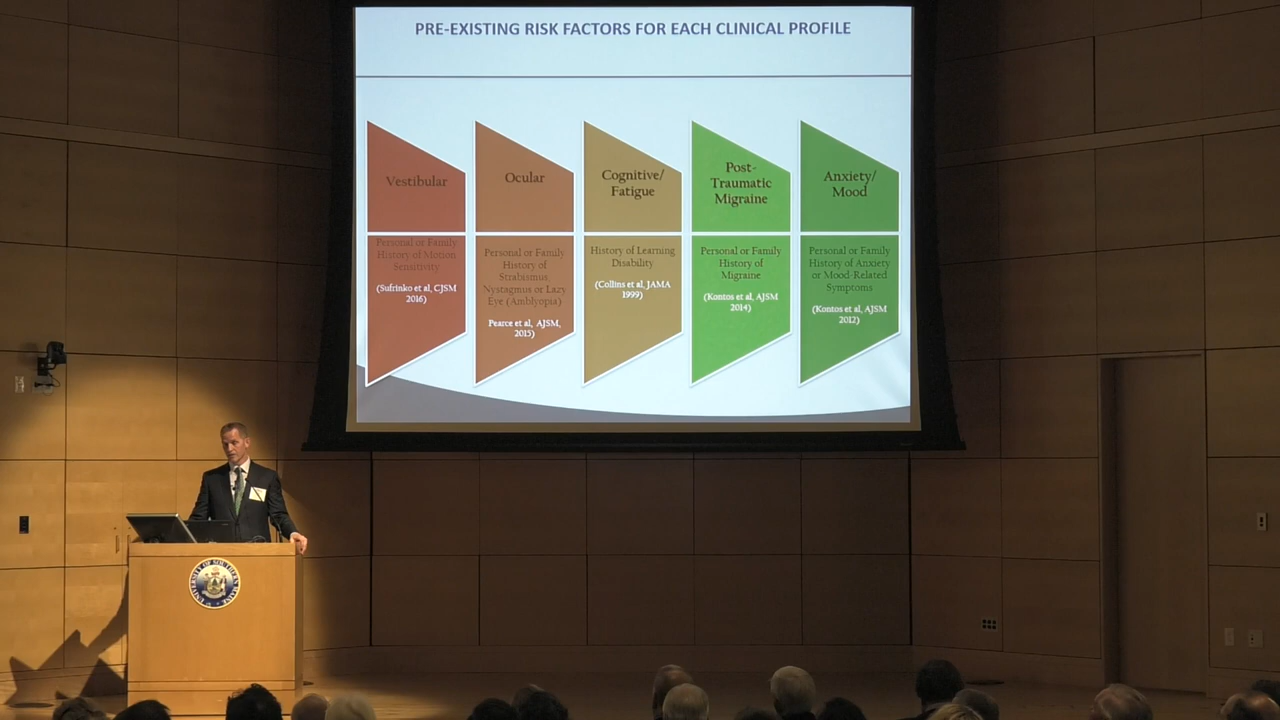 PRE-EXISTING RISK FACTORS FOR EACH CLINICAL PROFILE
Vestibular
Personal or Family
History of Motion
Sensitivity
(Sufrinko et al, CJSM
2016)
Ocular
Personal or Family
History of
Strabismus,
Nystagmus or Lazy
Eye (Amblyopia)
Pearce et al, AJSM,
2015)
Cognitive/
Fatigue
History of Learning
Disability
(Collins et al, JAMA
1999)
Post-
Traumatic
Migraine
Personal or Family
History of
Migraine
(Kontos et al, AJSM
2014)
Anxiety/
Mood
Personal or Family
History of Anxiety
or Mood-Related
Symptoms
(Kontos et al, AJSM
2012)
UNIVERSITY OF SOUTHERN MAINE